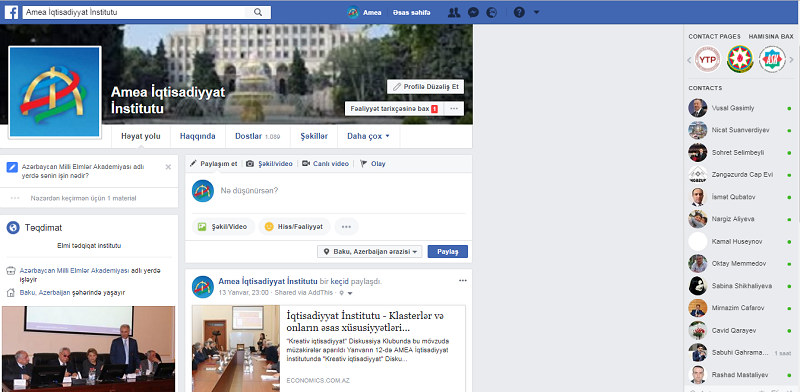 Amea İqtisadiyyat İnstitutu
Amea
Əsas səhifə
Amea İqtisadiyyat
İnstitutu
Profilə Düzəliş Et
Fəaliyyət tarixçəsinə bax
Həyat yolu
Haqqında
Dostlar 1.089
Şəkillər
Daha çox
Azərbaycan Milli Elmlər Akademiyası adlı
yerdə sənin işin nədir?
Nəzərdən keçirmən üçün 1 material
Təqdimat
Elmi tədqiqat institutu
Azərbaycan Milli Elmlər Akademiyası adlı yerdə
işləyir
Baku, Azerbaijan şəhərində yaşayır
Paylaşım et
Şəkil/video
Canlı video
Olay
Nə düşünürsən?
Şəkil/Video
Hiss/Fəaliyyət
Baku, Azerbaijan ərazisi
Paylaş
Amea İqtisadiyyat İnstitutu bir keçid paylaşdı.
13 Yanvar, 23:00 · Shared via AddThis ·
İqtisadiyyat İnstitutu - Klasterlər və
onların əsas xüsusiyyətləri...
"Kreativ iqtisadiyyat" Diskussiya Klubunda bu mövzuda
müzakirələr aparıldı Yanvarın 12-də AMEA İqtisadiyyat
İnstitutunda "Kreativ iqtisadiyyat" Disku...
ECONOMICS.COM.AZ
CONTACT PAGES
HAMISINA BAX
YTP
CONTACTS
Vusal Gasimly
Nicat Suanverdiyev
Sohret Selimbeyli
Zəngəzurda Cap Evi
İsmət Qubatov
Nərgiz Aliyeva
Kamal Huseynov
Oktay Memmedov
Sabina Shikhaliyeva
Mirnazim Cafarov
Cavid Qarayev
Sabuhi Gahrama...
1 saat
Rashad Mastaliyev